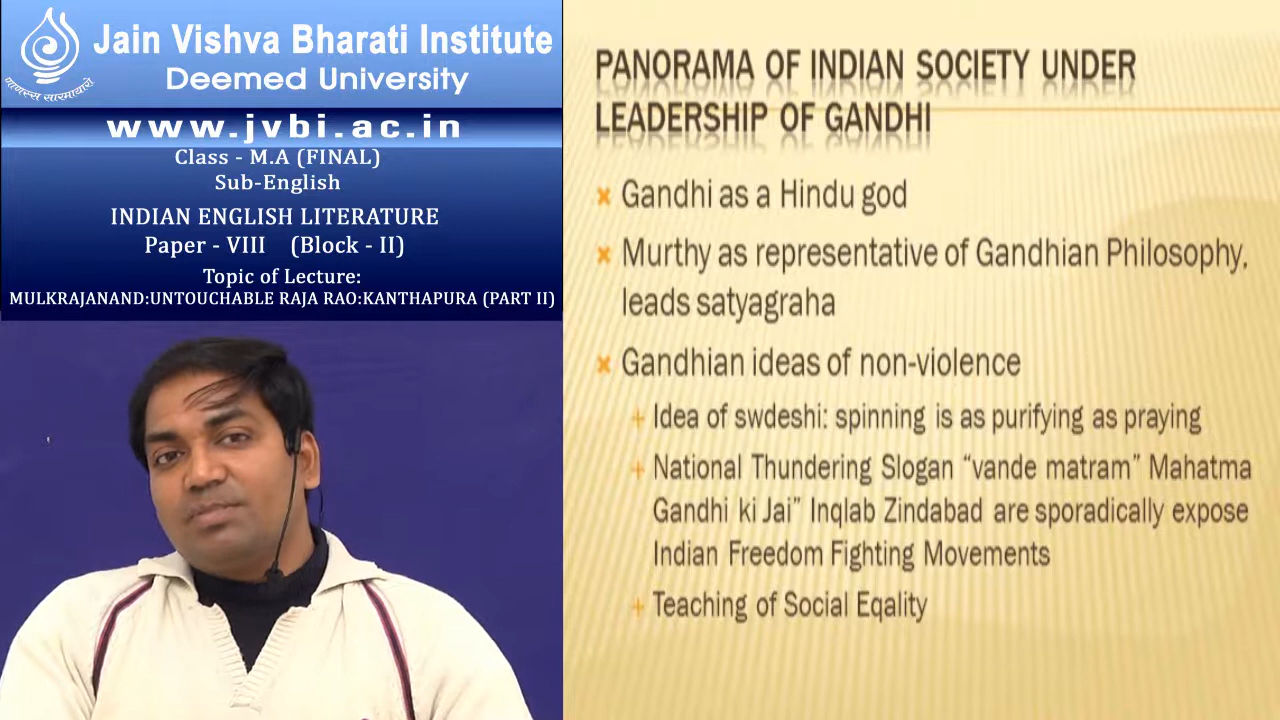 Jain Vishva Bharati Institute
Deemed University
www.jvbi.ac.in
Class - M.A (FINAL)
Sub-English
INDIAN ENGLISH LITERATURE
Paper - VIII (Block - II)
Topic of Lecture:
MULKRAJANAND:UNTOUCHABLE RAJA RAO:KANTHAPURA (PART II)
PANORAMA OF INDIAN SOCIETY UNDER
LEADERSHIP OF GANDHI
Gandhi as a Hindu god
Murthy as representative of Gandhian Philosophy,
leads satyagraha
Gandhian ideas of non-violence
Idea of swdeshi: spinning is as purifying as praying
National Thundering Slogan “vande matram” Mahatma
Gandhi ki Jai” Inqlab Zindabad are sporadically expose
Indian Freedom Fighting Movements
Teaching of Social Eqality